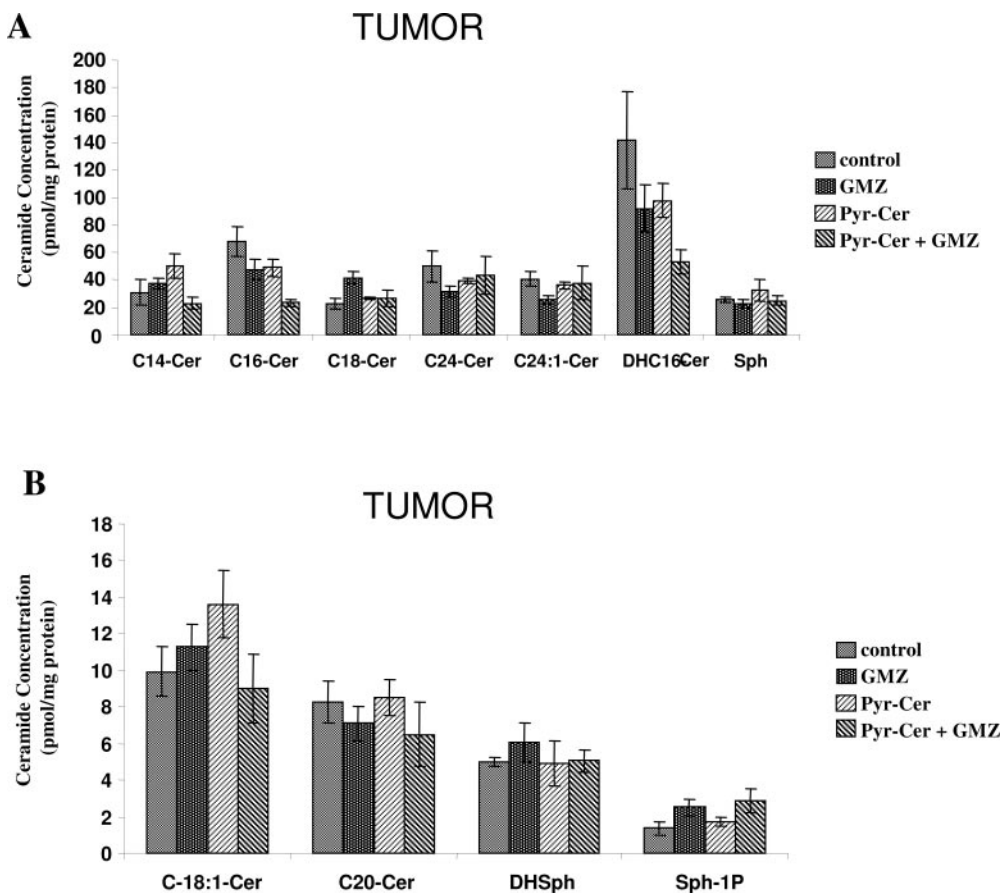 A
TUMOR
Ceramide Concentration
(pmol/mg protein)
200
180
160
140
120
100
80
60
40
20
0
C14-Cer C16-Cer C18-Cer C24-Cer C24:1-Cer DHC16-Cer Sph
control
GMZ
Pyr-Cer
Pyr-Cer + GMZ
B
TUMOR
Ceramide Concentration
(pmol/mg protein)
18
16
14
12
10
8
6
4
2
0
C-18:1-Cer C20-Cer DHSph Sph-1P
control
GMZ
Pyr-Cer
Pyr-Cer + GMZ